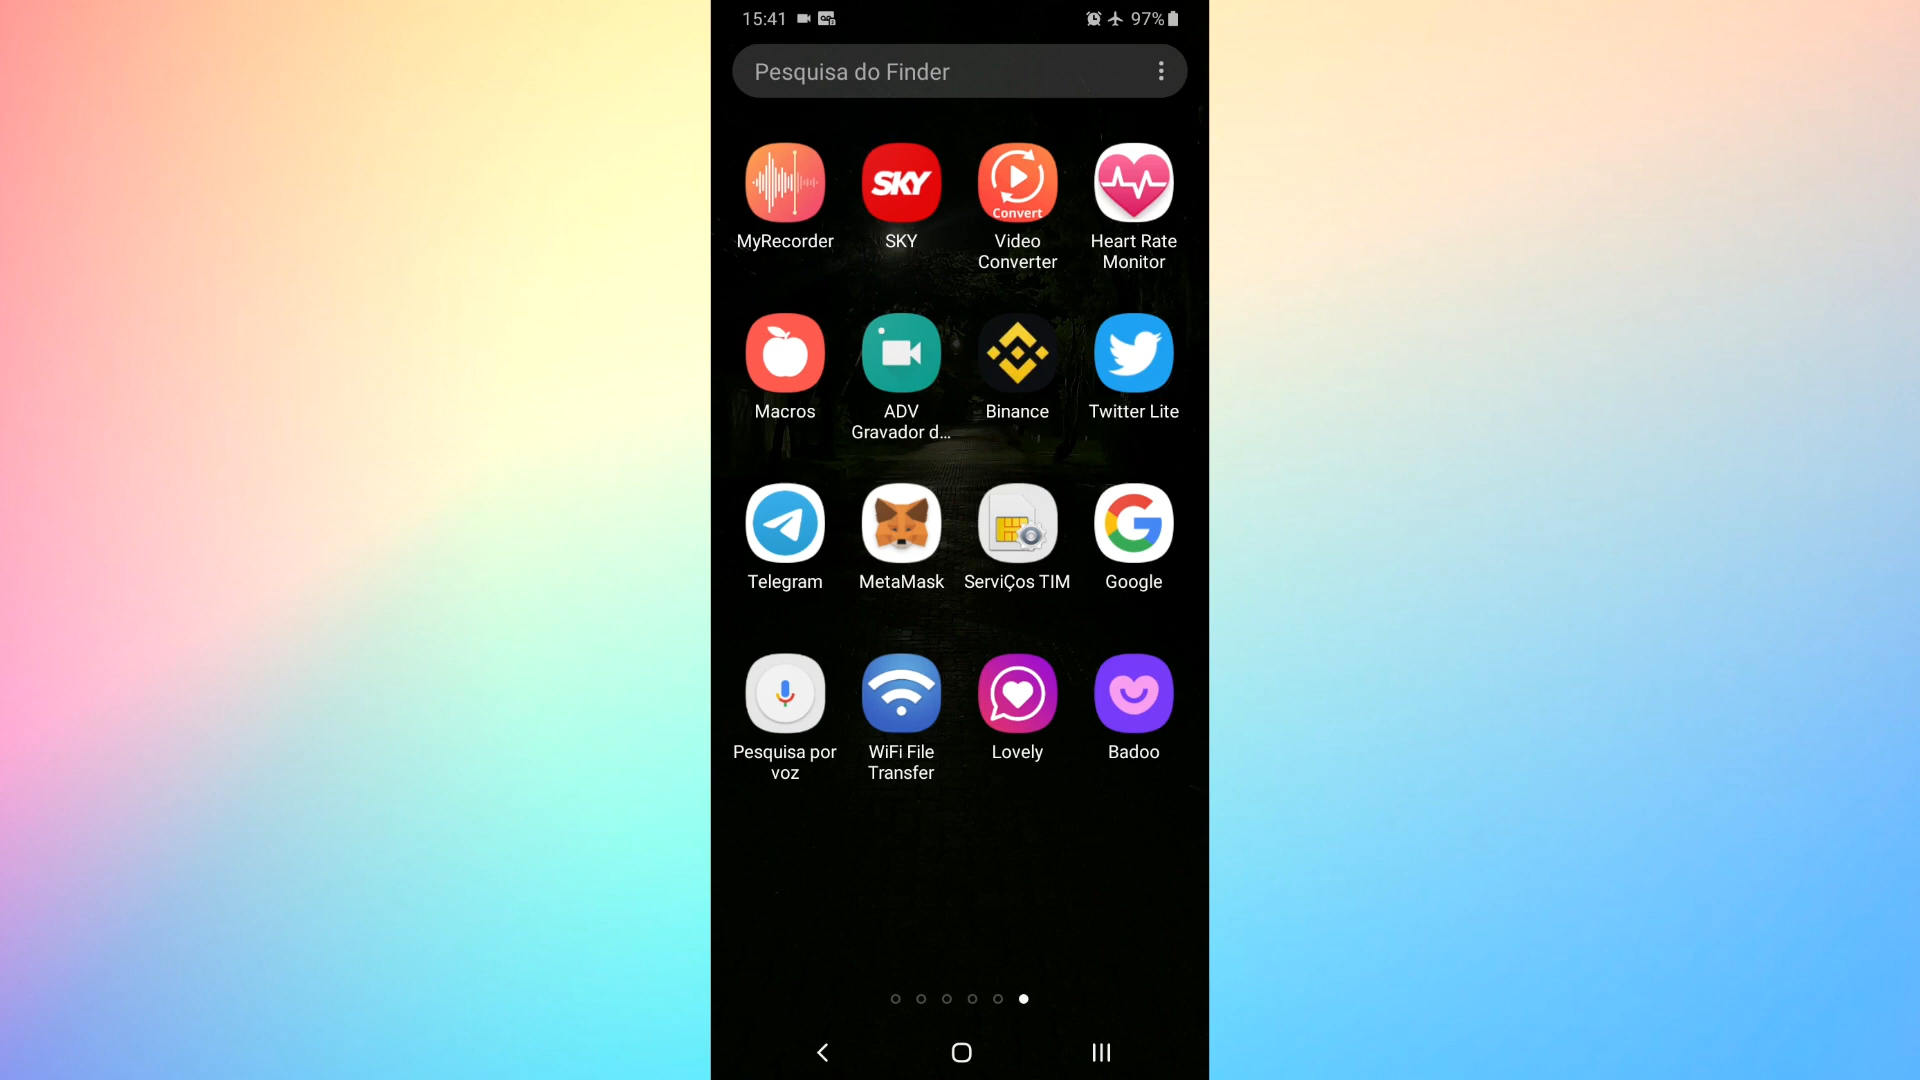 15:41
97%
Pesquisa do Finder
SKY
Convert
MyRecorder
SKY
Video
Converter
Heart Rate
Monitor
Macros
ADV
Gravador d...
Binance
Twitter Lite
Telegram
MetaMask
ServiÇos TIM
Google
Pesquisa por
voz
WiFi File
Transfer
Lovely
Badoo